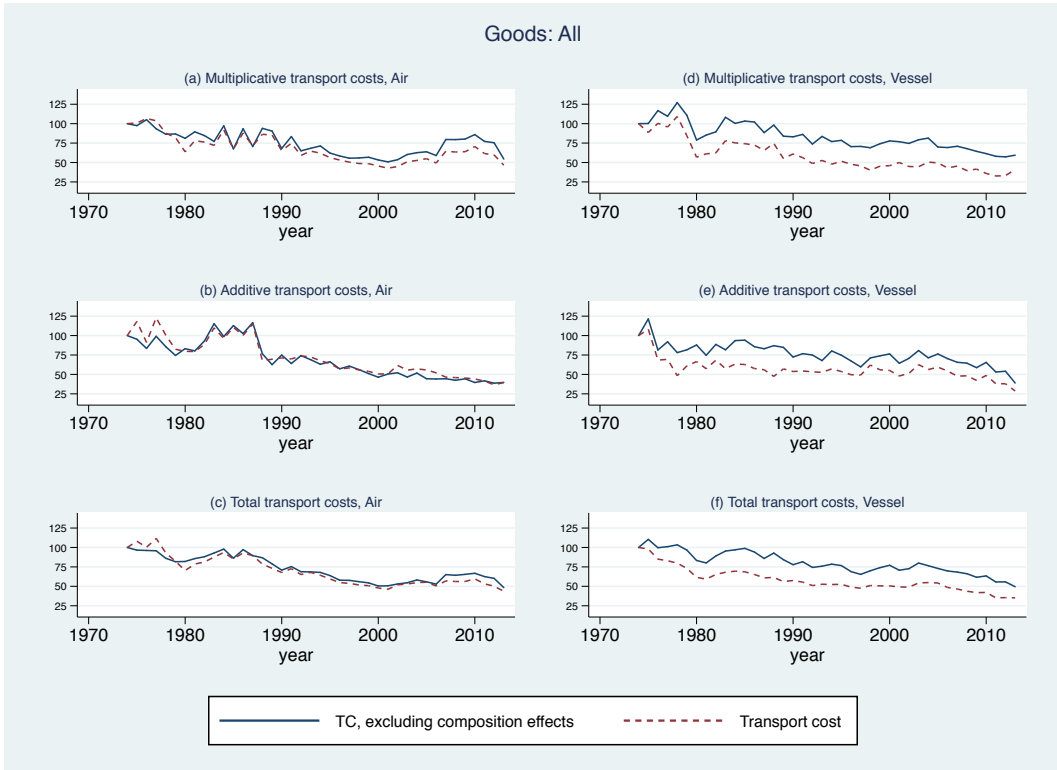 Goods: All
(a) Multiplicative transport costs, Air
125
100
75
50
25
1970 1980 1990 2000 2010
year
(d) Multiplicative transport costs, Vessel
125
100
75
50
25
1970 1980 1990 2000 2010
year
(b) Additive transport costs, Air
125
100
75
50
25
1970 1980 1990 2000 2010
year
(e) Additive transport costs, Vessel
125
100
75
50
25
1970 1980 1990 2000 2010
year
(c) Total transport costs, Air
125
100
75
50
25
1970 1980 1990 2000 2010
year
(f) Total transport costs, Vessel
125
100
75
50
25
1970 1980 1990 2000 2010
year
TC, excluding composition effects Transport cost